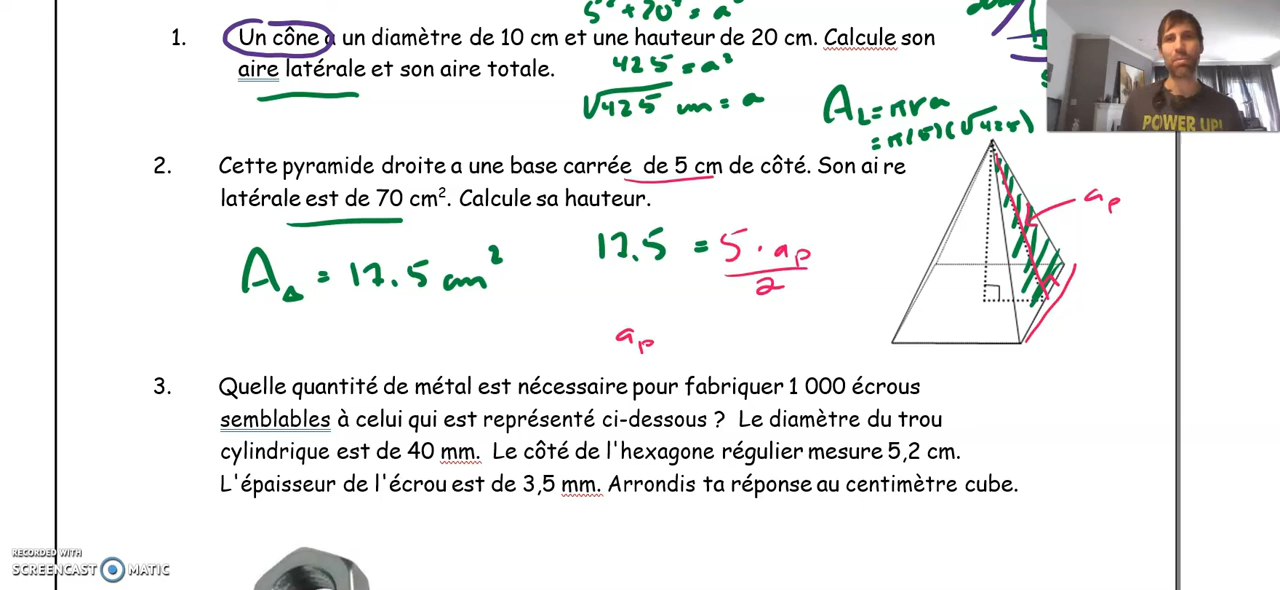 5² + 20² = a²
1. Un cône a un diamètre de 10 cm et une hauteur de 20 cm. Calcule son
aire latérale et son aire totale.
425 = a²
√425 cm = a
A_L = πra
= π(5)(√425)
POWER UP!
2. Cette pyramide droite a une base carrée de 5 cm de côté. Son ai re
latérale est de 70 cm². Calcule sa hauteur.
a_p
A_Δ = 17.5 cm²
17.5 = 5 · a_p
2
a_p
3. Quelle quantité de métal est nécessaire pour fabriquer 1 000 écrous
semblables à celui qui est représenté ci-dessous ? Le diamètre du trou
cylindrique est de 40 mm. Le côté de l'hexagone régulier mesure 5,2 cm.
L'épaisseur de l'écrou est de 3,5 mm. Arrondis ta réponse au centimètre cube.
RECORDED WITH
SCREENCAST MATIC